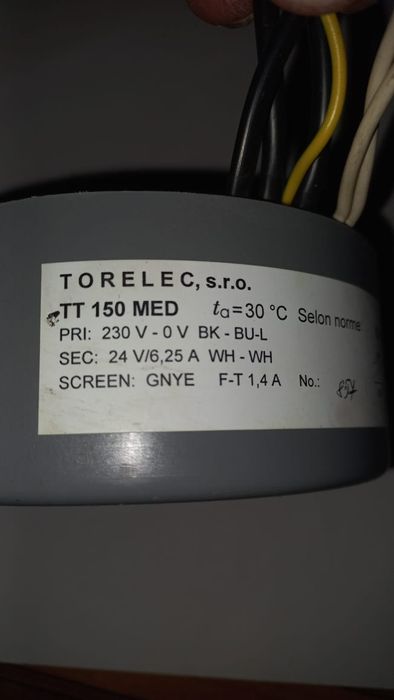 TORELEC, s.r.o.
TT 150 MED ta=30 °C Selon norme
PRI: 230 V - 0 V BK - BU-L
SEC: 24 V/6,25 A WH - WH
SCREEN: GNYE F-T 1,4 A No.: